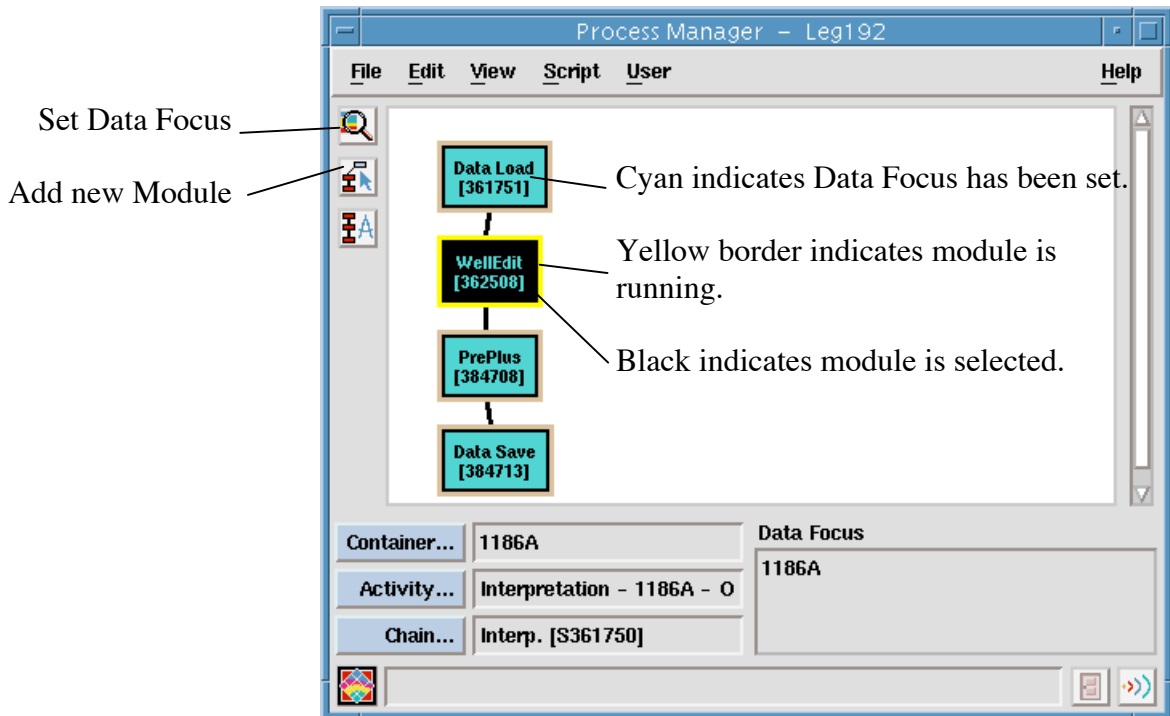 Process Manager - Leg192
File Edit View Script User Help
Set Data Focus
Add new Module
Data Load
[361751]
Cyan indicates Data Focus has been set.
WellEdit
[362508]
Yellow border indicates module is
running.
PrePlus
[384708]
Black indicates module is selected.
Data Save
[384713]
Container... 1186A
Activity... Interpretation - 1186A - O
Chain... Interp. [S361750]
Data Focus
1186A